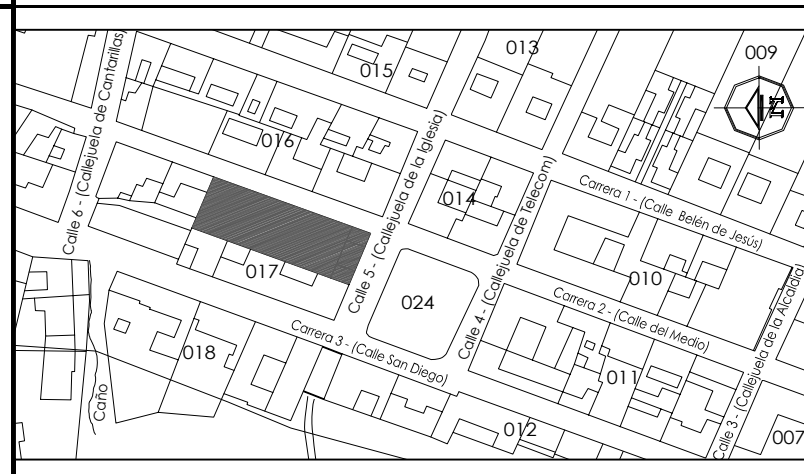 013
009
015
N
Calle 6 - (Callejuela de Cantarillas)
016
Calle 5 - (Callejuela de la Iglesia)
014
Calle 4 - (Callejuela de Telecom)
Carrera 1 - (Calle Belén de Jesús)
017
024
010
Carrera 2 - (Calle del Medio)
Carrera 3 - (Calle San Diego)
018
011
Calle 3 - (Callejuela de la Alcaldía)
Caño
012
007